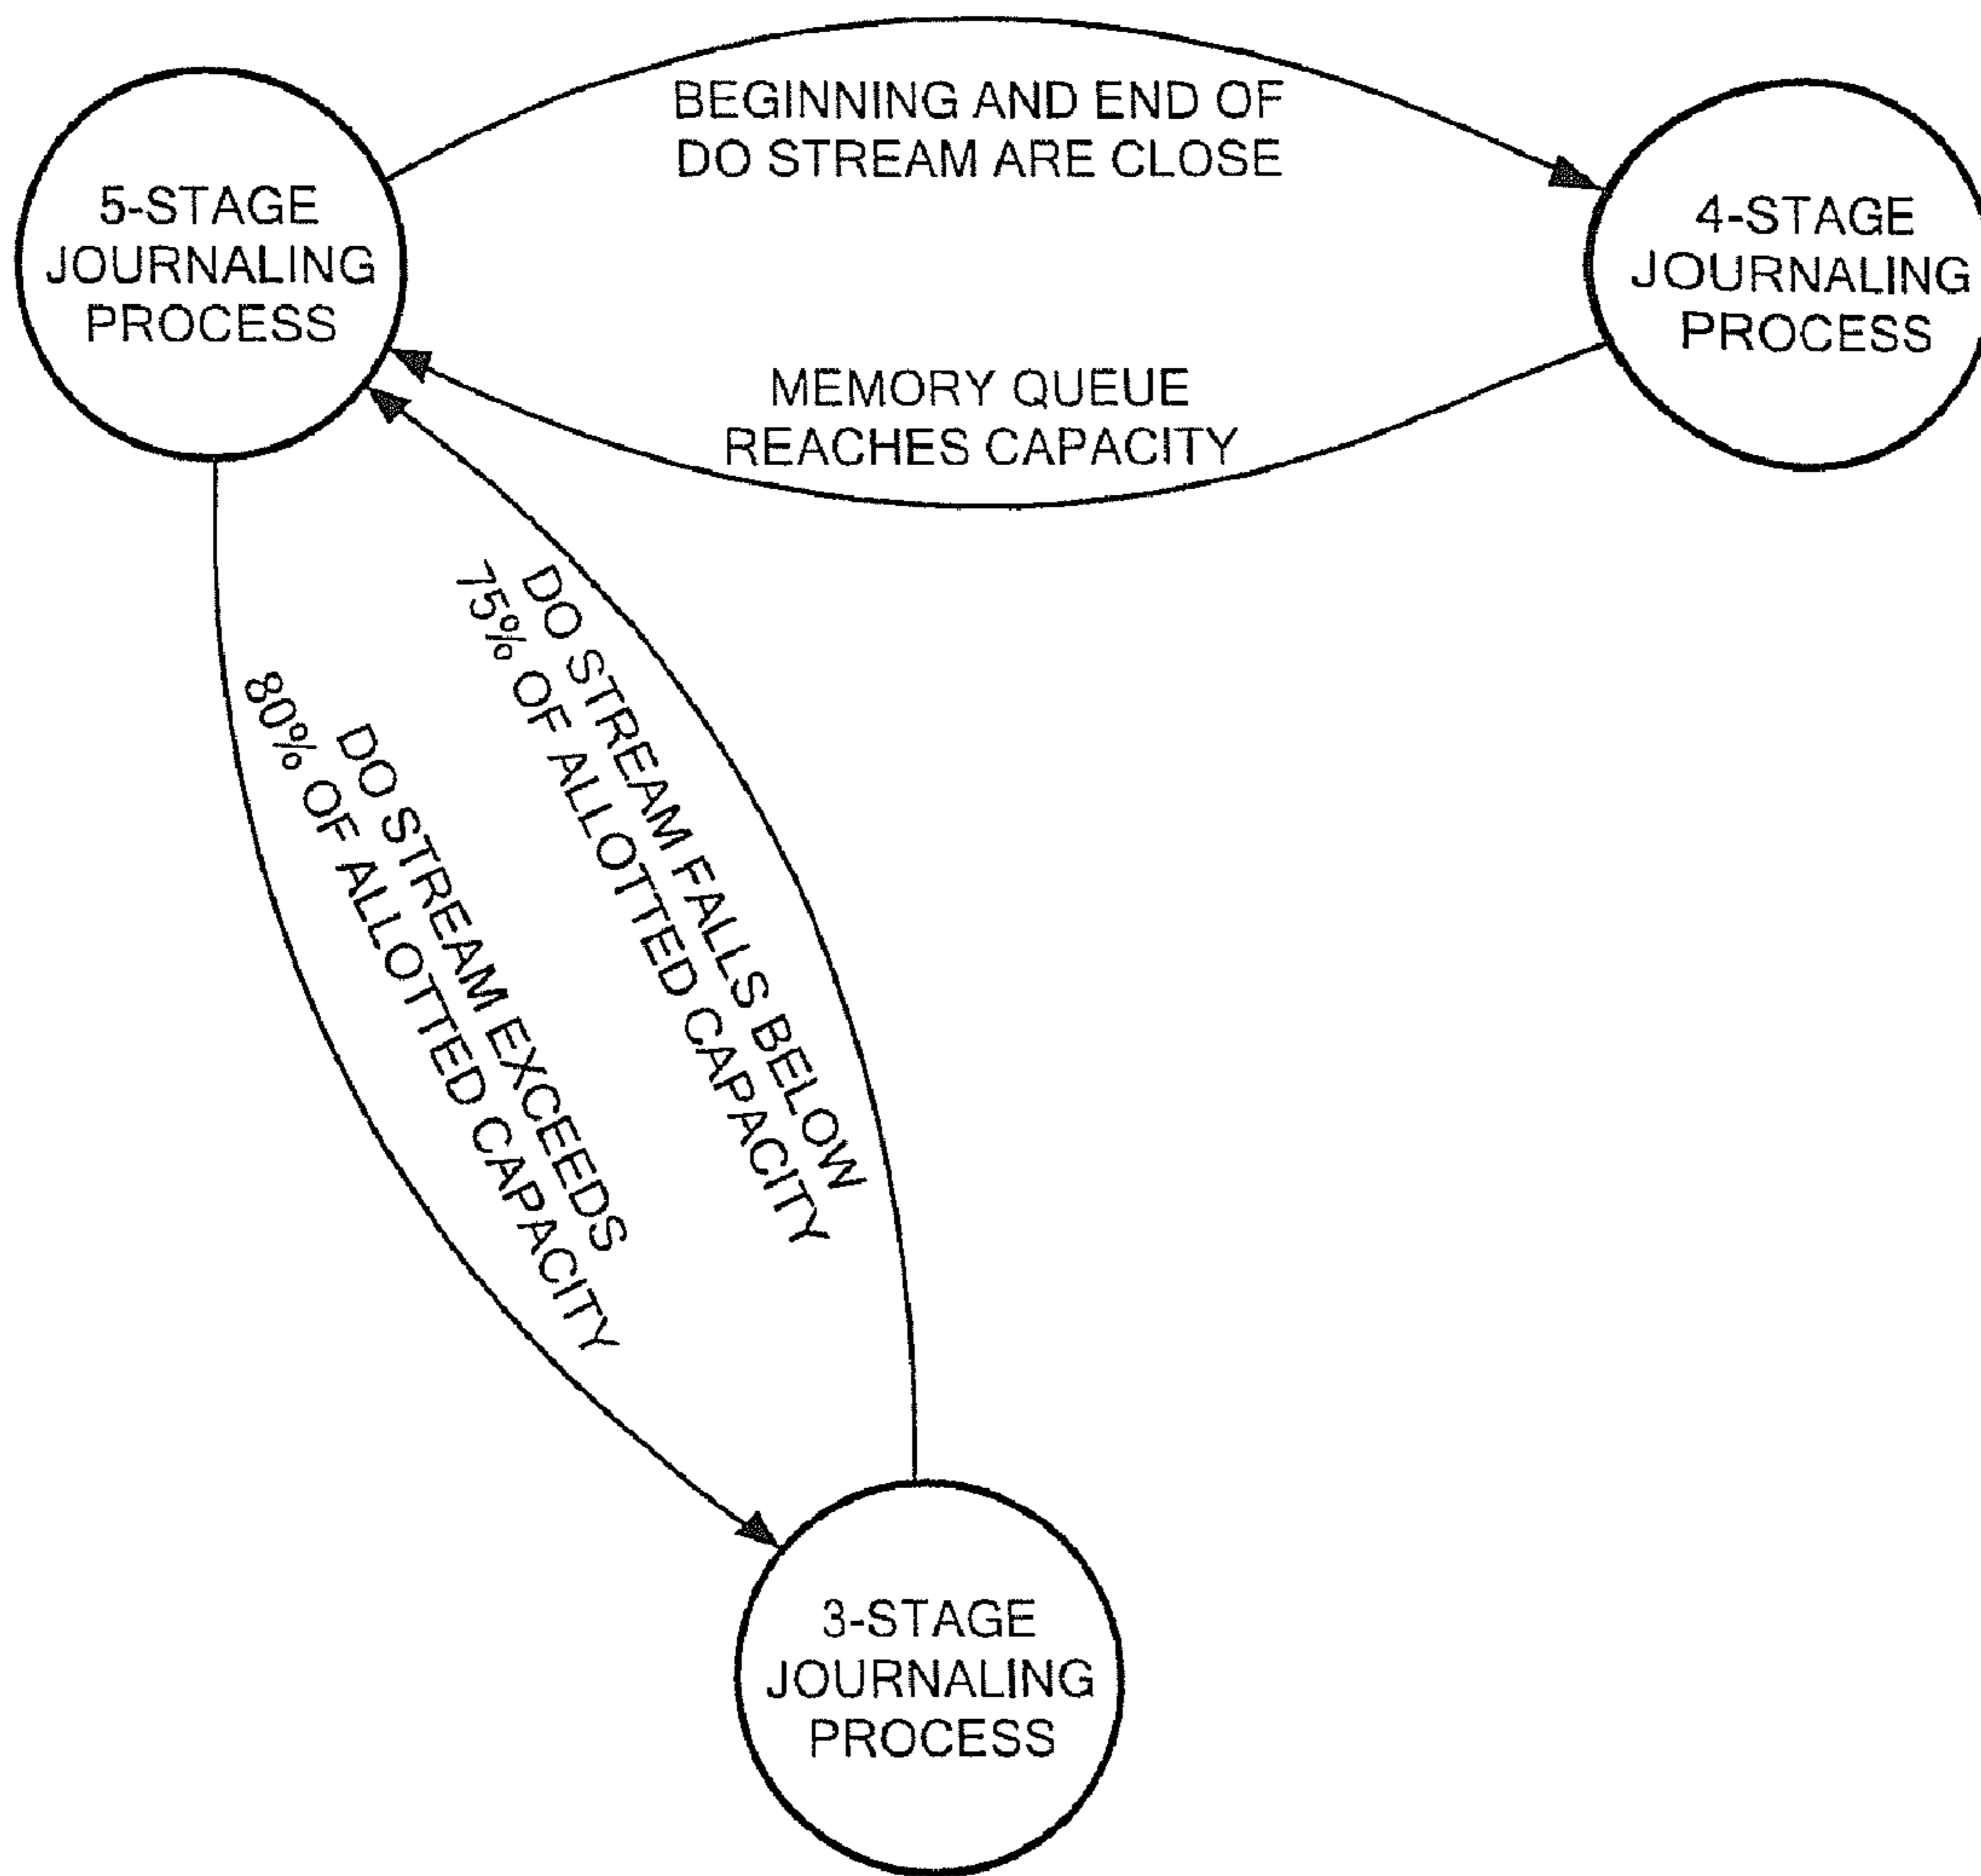 BEGINNING AND END OF
DO STREAM ARE CLOSE
5-STAGE
JOURNALING
PROCESS
4-STAGE
JOURNALING
PROCESS
MEMORY QUEUE
REACHES CAPACITY
DO STREAM FALLS BELOW
75% OF ALLOTTED CAPACITY
DO STREAM EXCEEDS
80% OF ALLOTTED CAPACITY
3-STAGE
JOURNALING
PROCESS